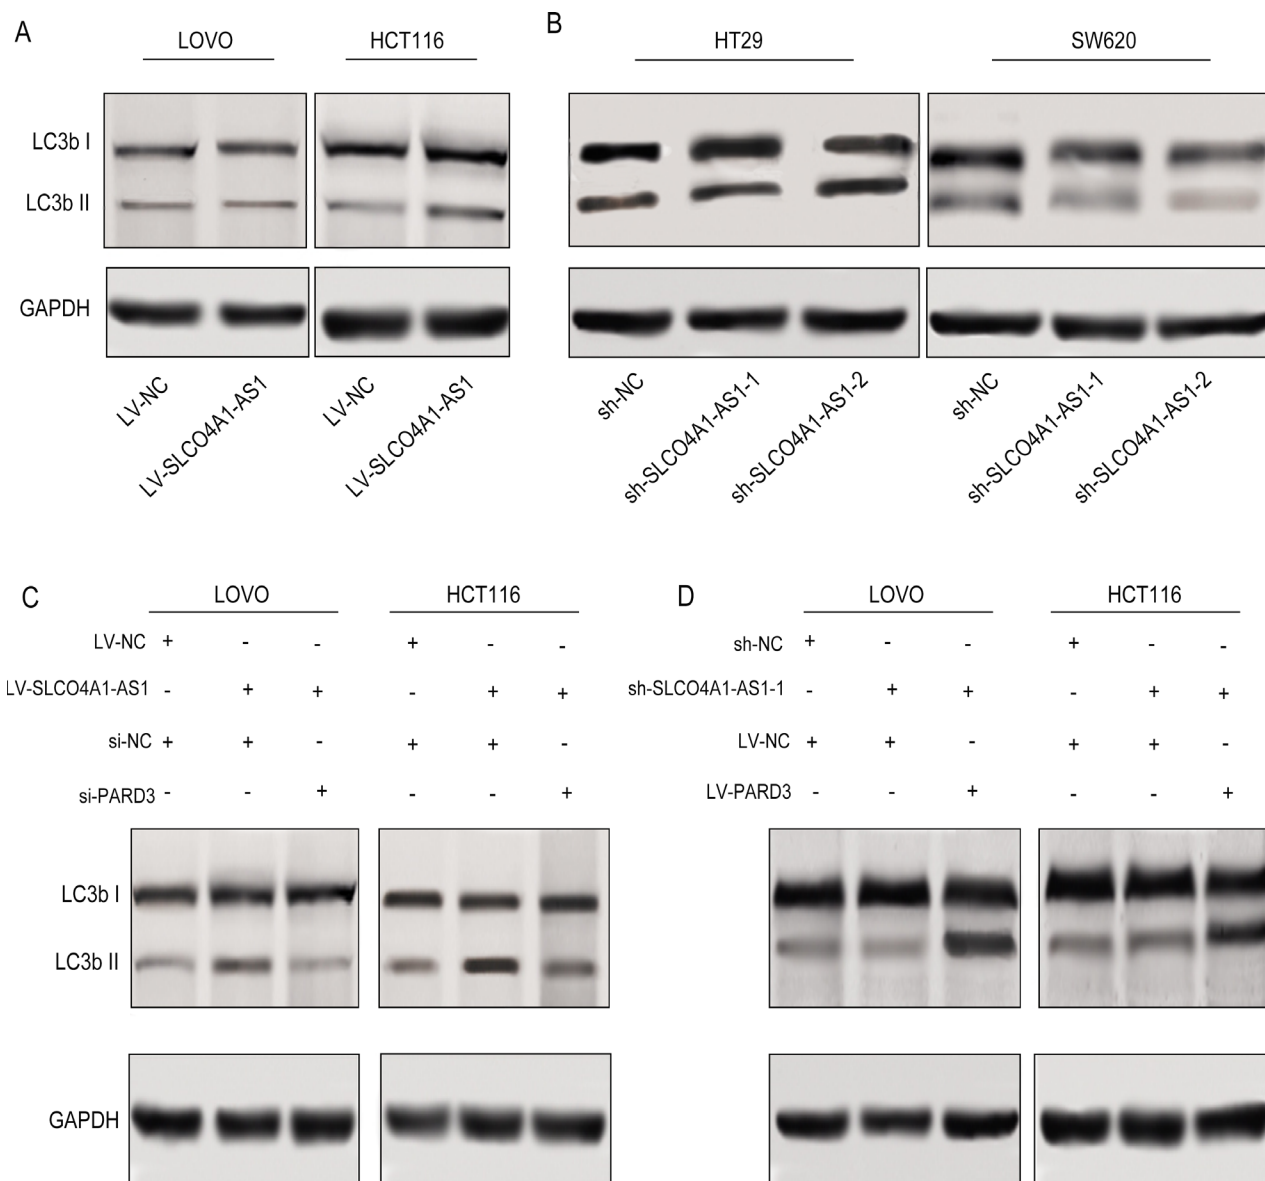 A
B
LOVO HCT116 HT29 SW620
LC3b I
LC3b II
GAPDH
LV-NC LV-SLCO4A1-AS1 LV-NC LV-SLCO4A1-AS1 sh-NC sh-SLCO4A1-AS1-1 sh-SLCO4A1-AS1-2 sh-NC sh-SLCO4A1-AS1-1 sh-SLCO4A1-AS1-2
C
LOVO HCT116
LV-NC + - - + - -
LV-SLCO4A1-AS1 - + + - + +
si-NC + + - + + -
si-PARD3 - - + - - +
LC3b I
LC3b II
GAPDH
D
LOVO HCT116
sh-NC + - - + - -
sh-SLCO4A1-AS1-1 - + + - + +
LV-NC + + - + + -
LV-PARD3 - - + - - +